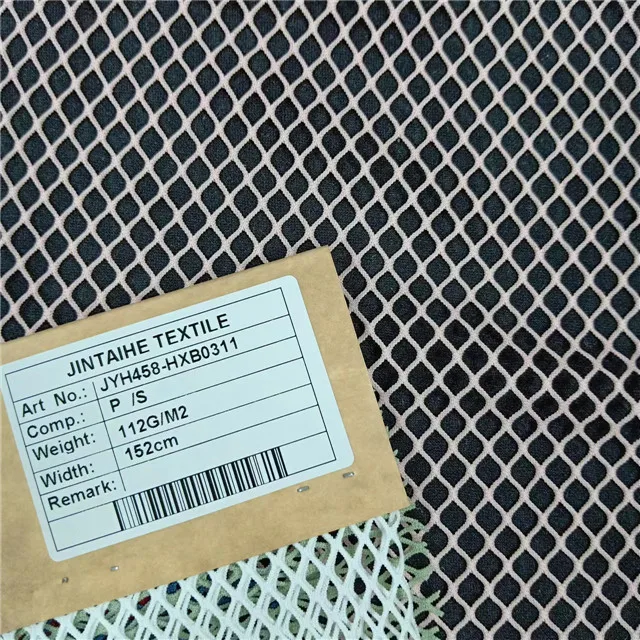 JINTAIHE TEXTILE
Art No.: JYH458-HXB0311
Comp.: P /S
Weight: 112G/M2
Width: 152cm
Remark: